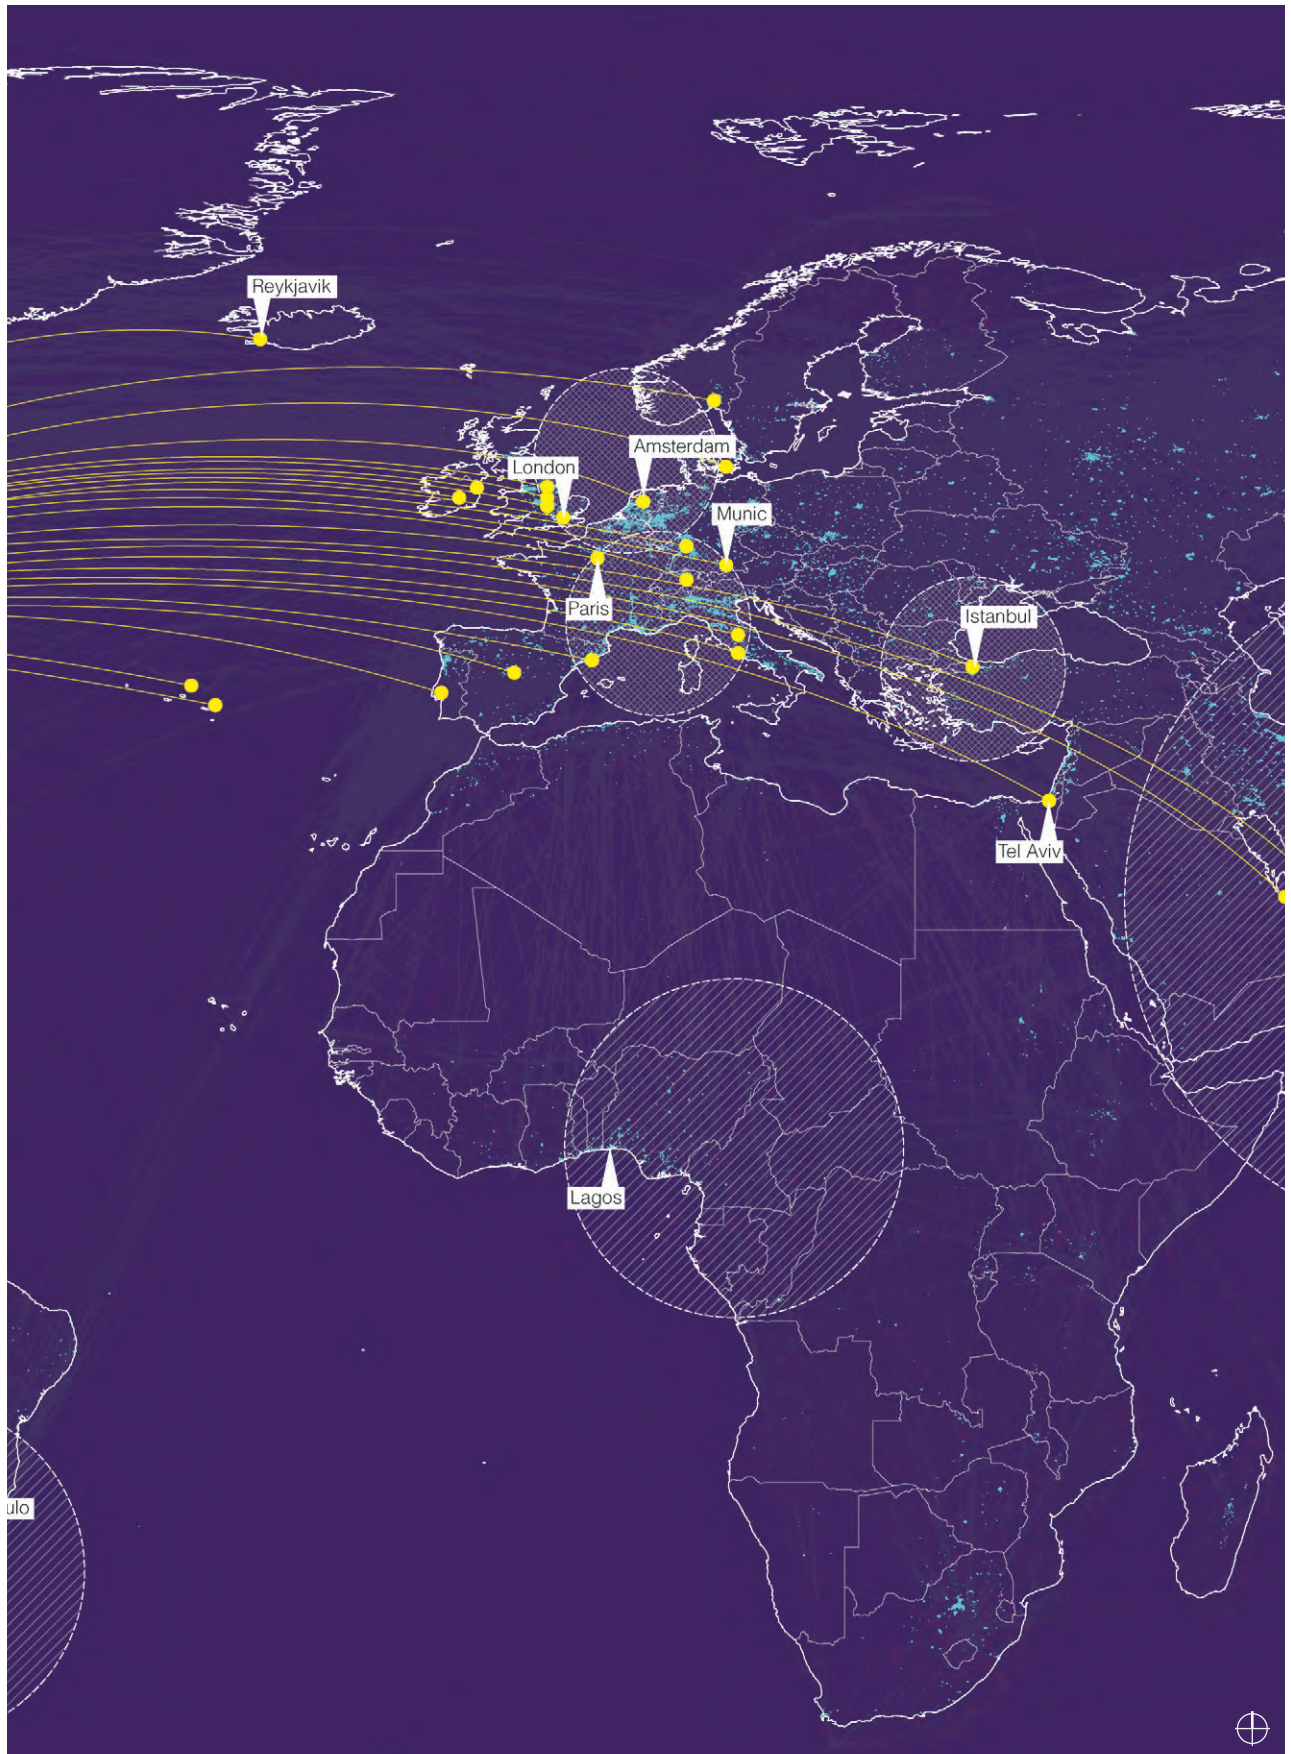 Reykjavik
Amsterdam
London
Munic
Paris
Istanbul
Tel Aviv
Lagos
ulo